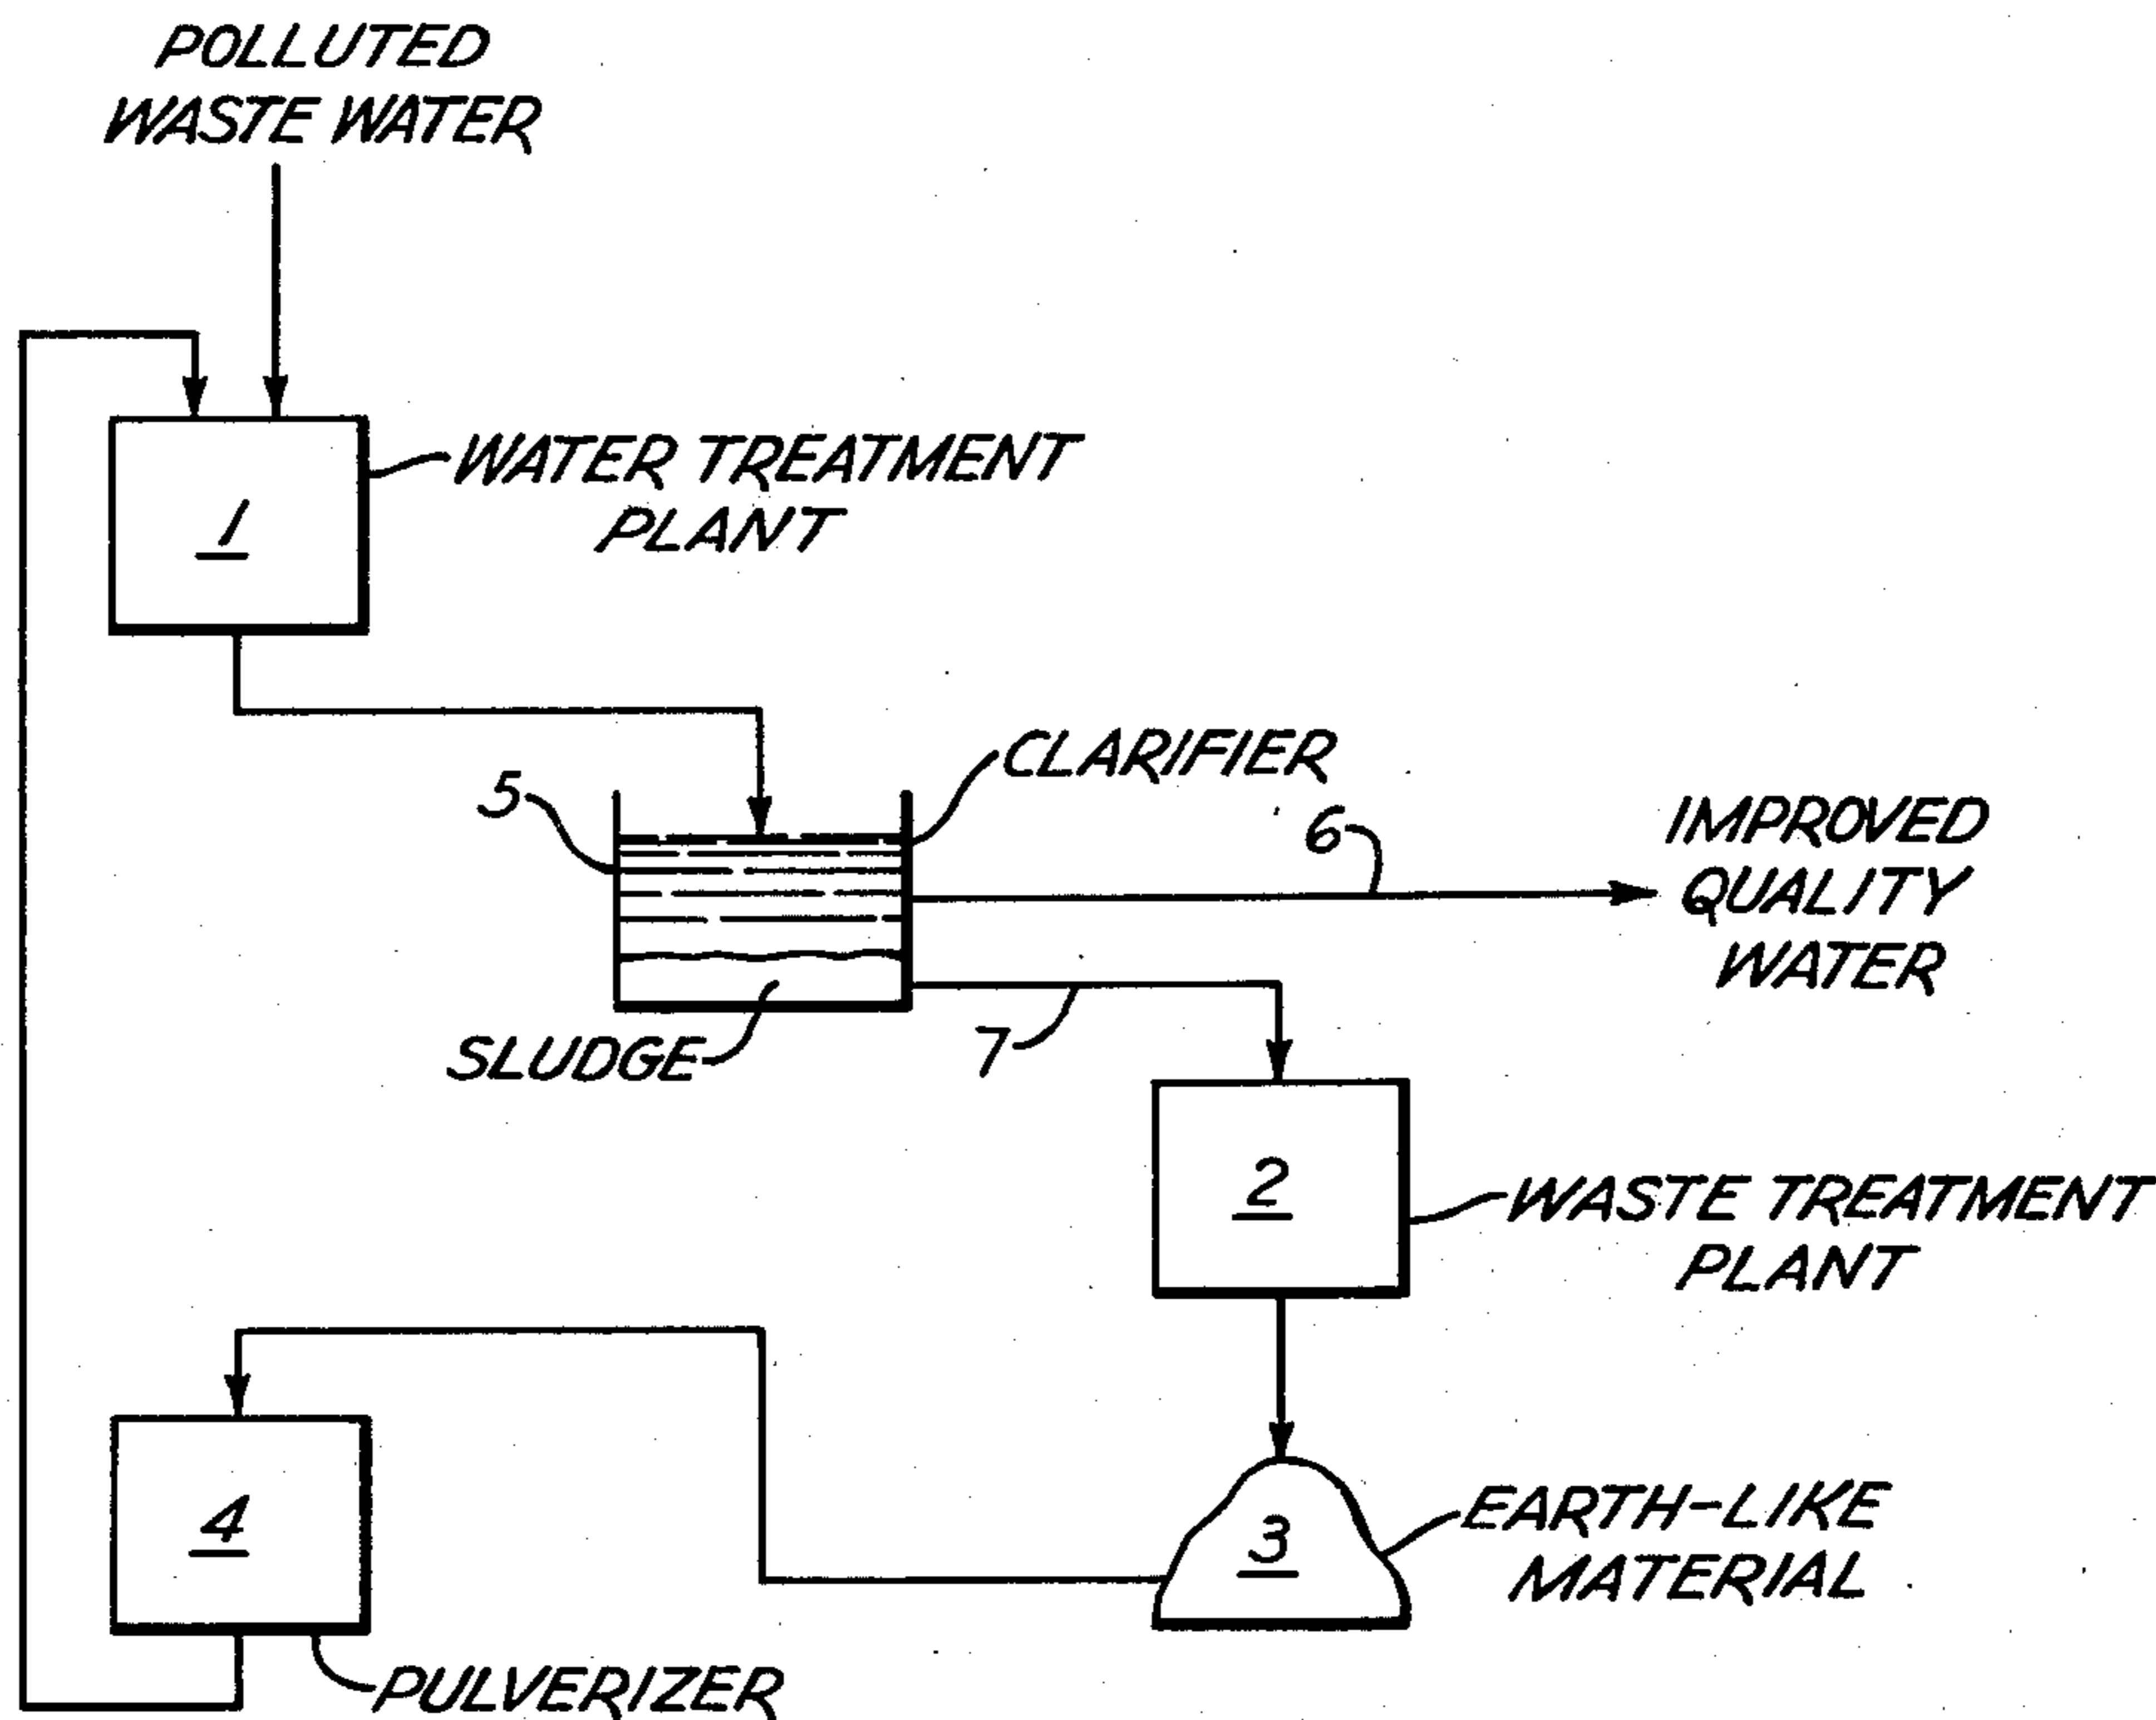 POLLUTED
WASTE WATER
1
WATER TREATMENT
PLANT
5
CLARIFIER
6
IMPROVED
QUALITY
WATER
SLUDGE
7
2
WASTE TREATMENT
PLANT
4
3
EARTH-LIKE
MATERIAL
PULVERIZER